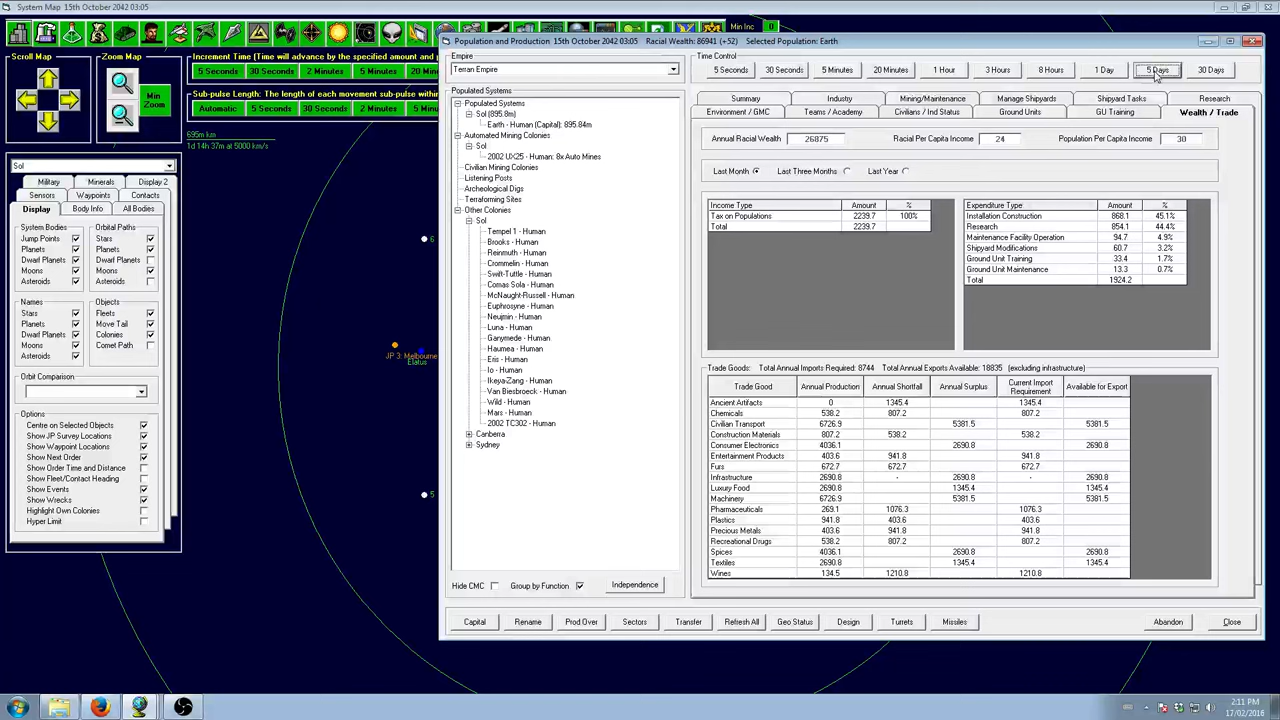 System Map 15th October 2042 03:05
Min Inc 0
Scroll Map
Zoom Map
Min Zoom
Increment Time (Time will advance by the specified amount and p
5 Seconds 30 Seconds 2 Minutes 5 Minutes 20
Sub-pulse Length: The length of each movement sub-pulse within
Automatic 5 Seconds 30 Seconds 2 Minutes 5 M
695m km
1d 14h 37m at 5000 km/s
Sol
Military Minerals Display 2
Sensors Waypoints Contacts
Display Body Info All Bodies
System Bodies Orbital Paths
Jump Points Stars
Planets Planets
Dwarf Planets Dwarf Planets
Moons Moons
Asteroids Asteroids
Names Objects
Stars Fleets
Planets Move Tail
Dwarf Planets Colonies
Moons Comet Path
Asteroids
Orbit Comparison
Options
Centre on Selected Objects
Show JP Survey Locations
Show Waypoint Locations
Show Next Order
Show Order Time and Distance
Show Fleet/Contact Heading
Show Events
Show Wrecks
Highlight Own Colonies
Hyper Limit
6
JP 3: Melbourne
Elatus
5
Population and Production 15th October 2042 03:05 Racial Wealth: 86941 (+52) Selected Population: Earth
Empire
Terran Empire
Time Control
5 Seconds 30 Seconds 5 Minutes 20 Minutes 1 Hour 3 Hours 8 Hours 1 Day 5 Days 30 Days
Populated Systems
Sol (895.8m)
Earth - Human (Capital): 895.84m
Automated Mining Colonies
Sol
2002 UX25 - Human: 8x Auto Mines
Civilian Mining Colonies
Listening Posts
Archeological Digs
Terraforming Sites
Other Colonies
Sol
Tempel 1 - Human
Brooks - Human
Reinmuth - Human
Crommelin - Human
Swift-Tuttle - Human
Comas Sola - Human
McNaught-Russell - Human
Euphrosyne - Human
Neujmin - Human
Luna - Human
Ganymede - Human
Haumea - Human
Eris - Human
Io - Human
Ikeya-Zang - Human
Van Biesbroeck - Human
Wild - Human
Mars - Human
2002 TC302 - Human
Canberra
Sydney
Hide CMC Group by Function Independence
Summary Industry Mining/Maintenance Manage Shipyards Shipyard Tasks Research
Environment / GMC Teams / Academy Civilians / Ind Status Ground Units GU Training Wealth / Trade
Annual Racial Wealth 26875 Racial Per Capita Income 24 Population Per Capita Income 30
Last Month Last Three Months Last Year
Income Type Amount %
Tax on Populations 2239.7 100%
Total 2239.7
Expenditure Type Amount %
Installation Construction 868.1 45.1%
Research 854.1 44.4%
Maintenance Facility Operation 94.7 4.9%
Shipyard Modifications 60.7 3.2%
Ground Unit Training 33.4 1.7%
Ground Unit Maintenance 13.3 0.7%
Total 1924.2
Trade Goods: Total Annual Imports Required: 8744 Total Annual Exports Available: 18835 (excluding infrastructure)
Trade Good Annual Production Annual Shortfall Annual Surplus Current Import Requirement Available for Export
Ancient Artifacts 0 1345.4 1345.4
Chemicals 538.2 807.2 807.2
Civilian Transport 6726.9 5381.5 5381.5
Construction Materials 807.2 538.2 538.2
Consumer Electronics 4036.1 2690.8 2690.8
Entertainment Products 403.6 941.8 941.8
Furs 672.7 672.7 672.7
Infrastructure 2690.8 - 2690.8 - 2690.8
Luxury Food 2690.8 1345.4 1345.4
Machinery 6726.9 5381.5 5381.5
Pharmaceuticals 269.1 1076.3 1076.3
Plastics 941.8 403.6 403.6
Precious Metals 403.6 941.8 941.8
Recreational Drugs 538.2 807.2 807.2
Spices 4036.1 2690.8 2690.8
Textiles 2690.8 1345.4 1345.4
Wines 134.5 1210.8 1210.8
Capital Rename Prod Over Sectors Transfer Refresh All Geo Status Design Turrets Missiles Abandon Close
2:11 PM
17/02/2016